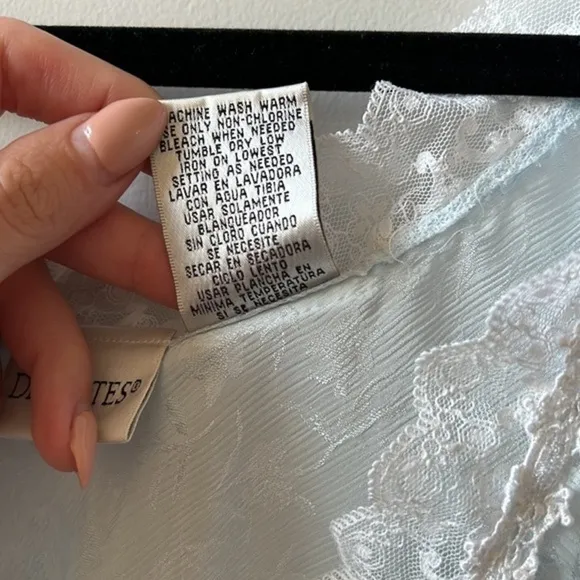 MACHINE WASH WARM
USE ONLY NON-CHLORINE
BLEACH WHEN NEEDED
TUMBLE DRY LOW
IRON ON LOWEST
SETTING AS NEEDED
LAVAR EN LAVADORA
CON AGUA TIBIA
USAR SOLAMENTE
BLANQUEADOR
SIN CLORO CUANDO
SE NECESITE
SECAR EN SECADORA
CICLO LENTO
USAR PLANCHA EN
MINIMA TEMPERATURA
SI SE NECESITA